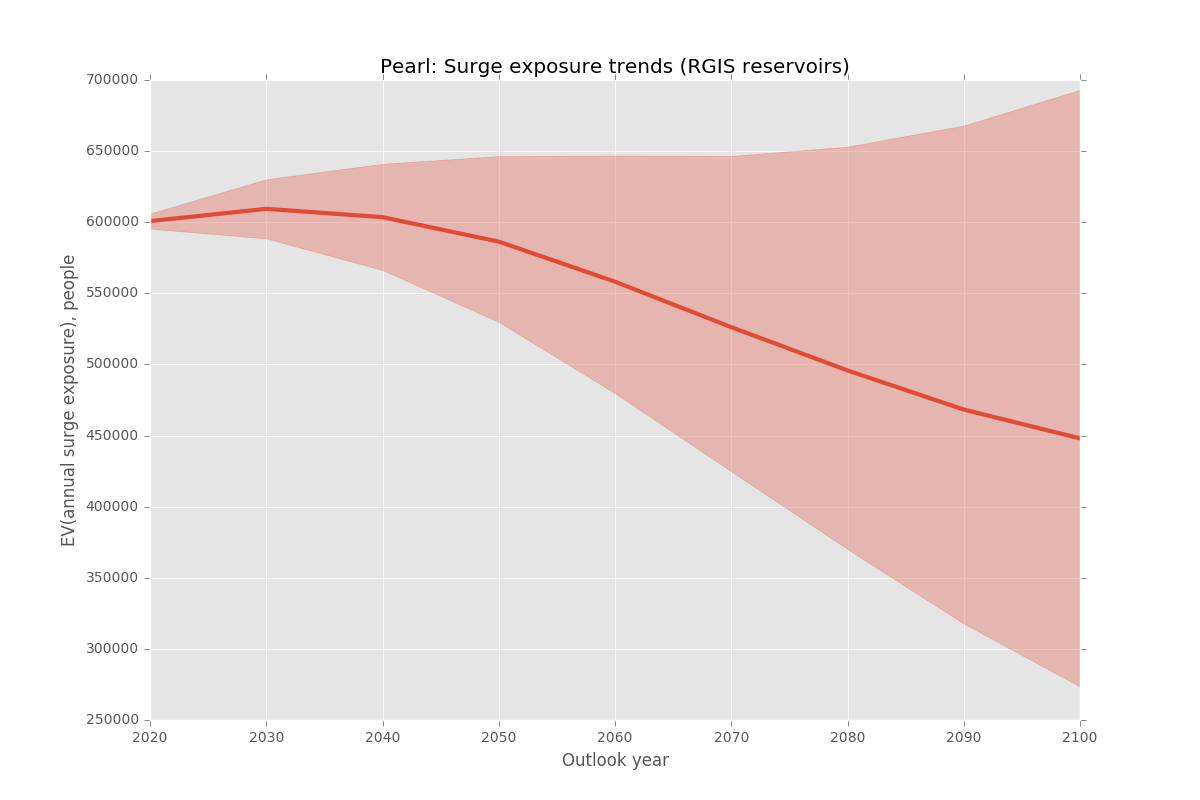 Pearl: Surge exposure trends (RGIS reservoirs)
700000
650000
600000
550000
500000
450000
400000
350000
300000
250000
EV(annual surge exposure), people
2020 2030 2040 2050 2060 2070 2080 2090 2100
Outlook year